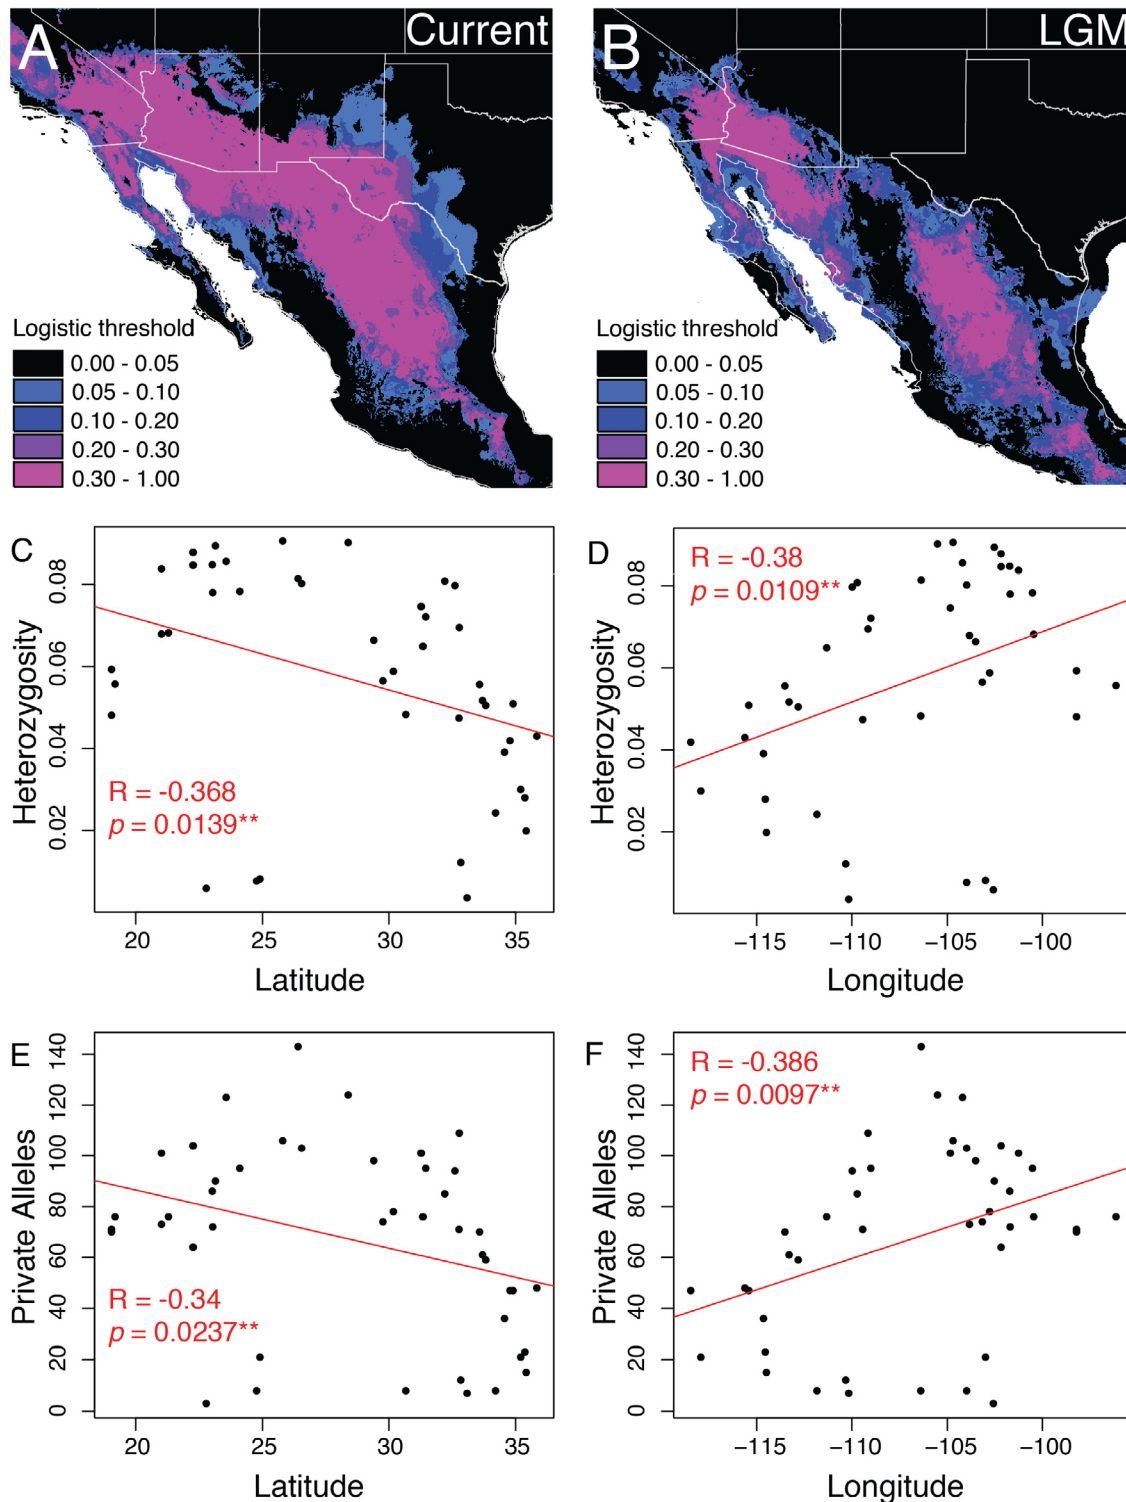 A Current
B LGM
Logistic threshold
0.00 - 0.05
0.05 - 0.10
0.10 - 0.20
0.20 - 0.30
0.30 - 1.00
Logistic threshold
0.00 - 0.05
0.05 - 0.10
0.10 - 0.20
0.20 - 0.30
0.30 - 1.00
C
Heterozygosity
0.08
0.06
0.04
0.02
R = -0.368
p = 0.0139**
20 25 30 35
Latitude
D
Heterozygosity
0.08
0.06
0.04
0.02
R = -0.38
p = 0.0109**
−115 −110 −105 −100
Longitude
E
Private Alleles
140
120
100
80
60
40
20
0
R = -0.34
p = 0.0237**
20 25 30 35
Latitude
F
Private Alleles
140
120
100
80
60
40
20
0
R = -0.386
p = 0.0097**
−115 −110 −105 −100
Longitude